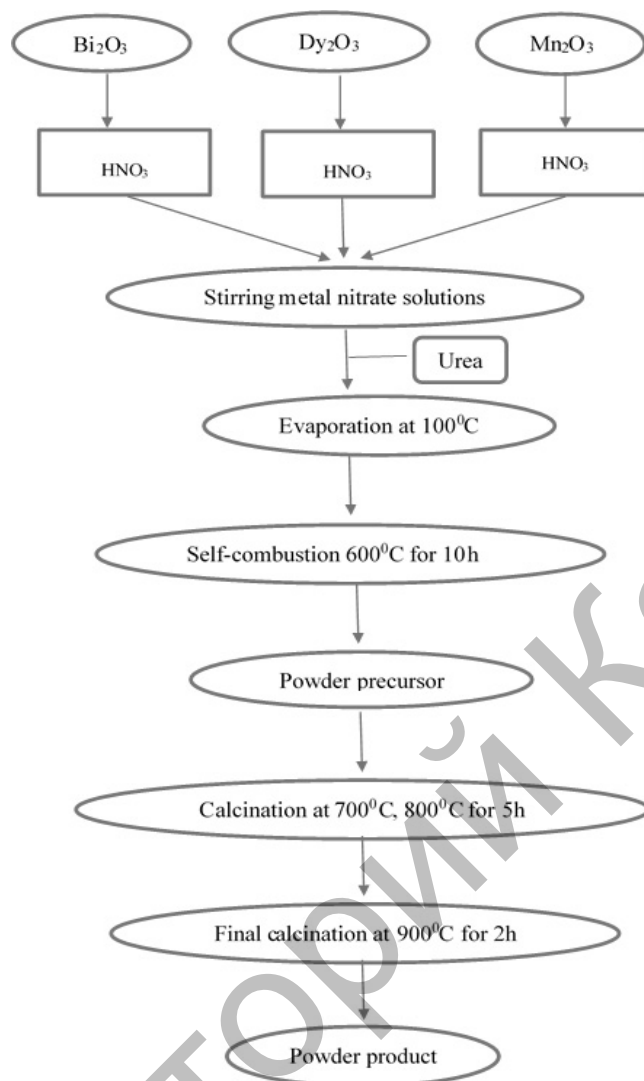 Bi₂O₃
Dy₂O₃
Mn₂O₃
HNO₃
HNO₃
HNO₃
Stirring metal nitrate solutions
Urea
Evaporation at 100⁰C
Self-combustion 600⁰C for 10h
Powder precursor
Calcination at 700⁰C, 800⁰C for 5h
Final calcination at 900⁰C for 2h
Powder product